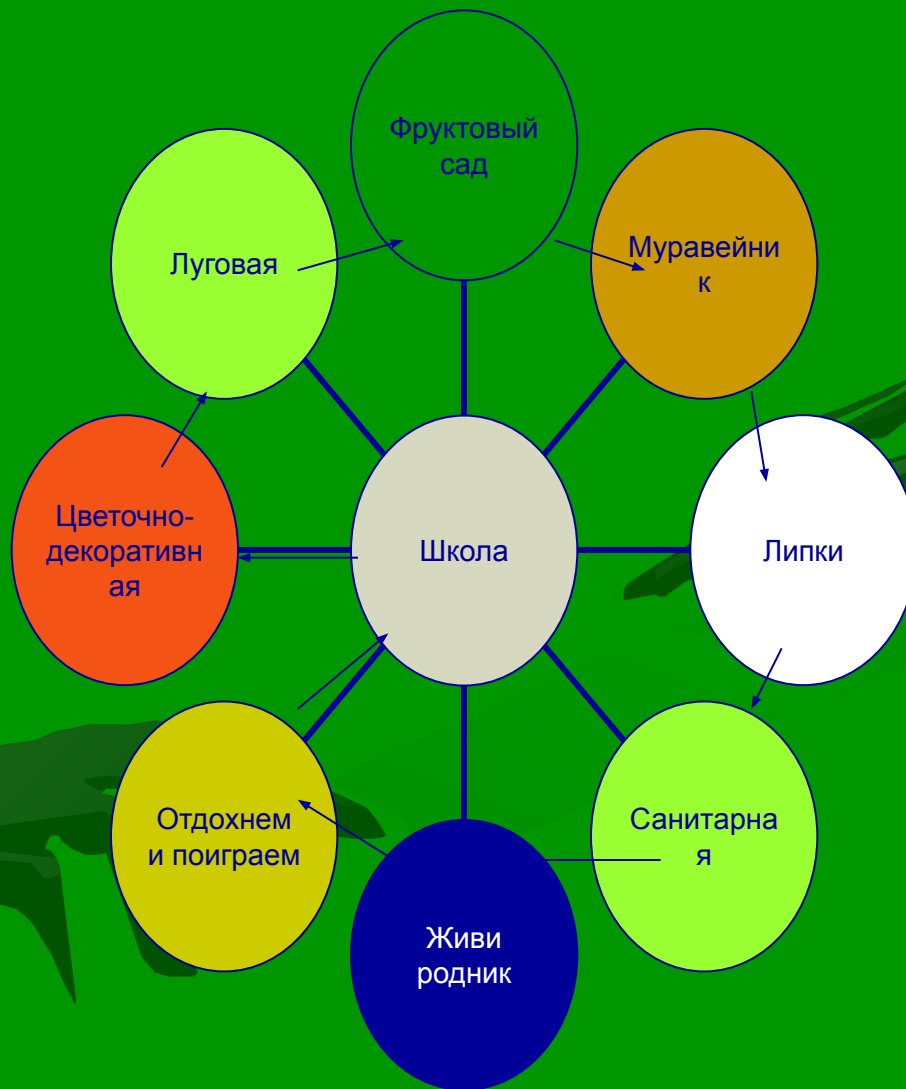 Фруктовый
сад
Луговая
Муравейни
к
Цветочно-
декоративн
ая
Школа
Липки
Отдохнем
и поиграем
Санитарна
я
Живи
родник